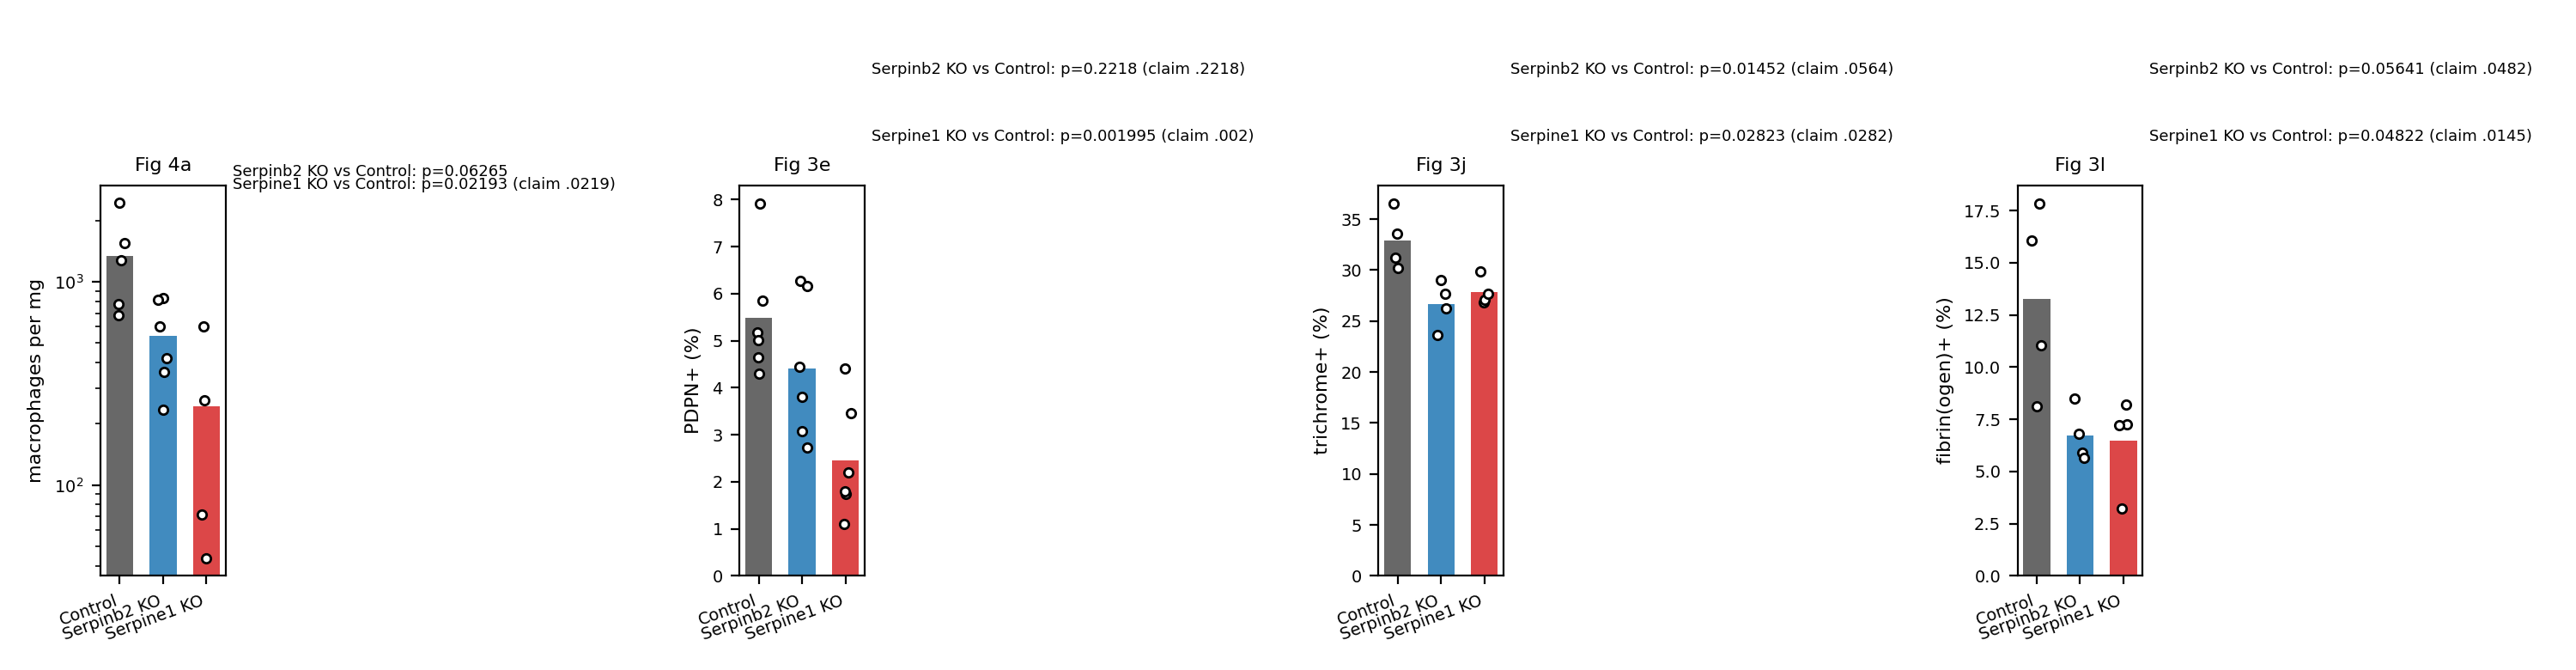 Fig 4a
Serpinb2 KO vs Control: p=0.06265
Serpine1 KO vs Control: p=0.02193 (claim .0219)
macrophages per mg
10³
10²
Control
Serpinb2 KO
Serpine1 KO
Serpinb2 KO vs Control: p=0.2218 (claim .2218)
Serpine1 KO vs Control: p=0.001995 (claim .002)
Fig 3e
PDPN+ (%)
8
7
6
5
4
3
2
1
0
Control
Serpinb2 KO
Serpine1 KO
Serpinb2 KO vs Control: p=0.01452 (claim .0564)
Serpine1 KO vs Control: p=0.02823 (claim .0282)
Fig 3j
trichrome+ (%)
35
30
25
20
15
10
5
0
Control
Serpinb2 KO
Serpine1 KO
Serpinb2 KO vs Control: p=0.05641 (claim .0482)
Serpine1 KO vs Control: p=0.04822 (claim .0145)
Fig 3l
fibrin(ogen)+ (%)
17.5
15.0
12.5
10.0
7.5
5.0
2.5
0.0
Control
Serpinb2 KO
Serpine1 KO